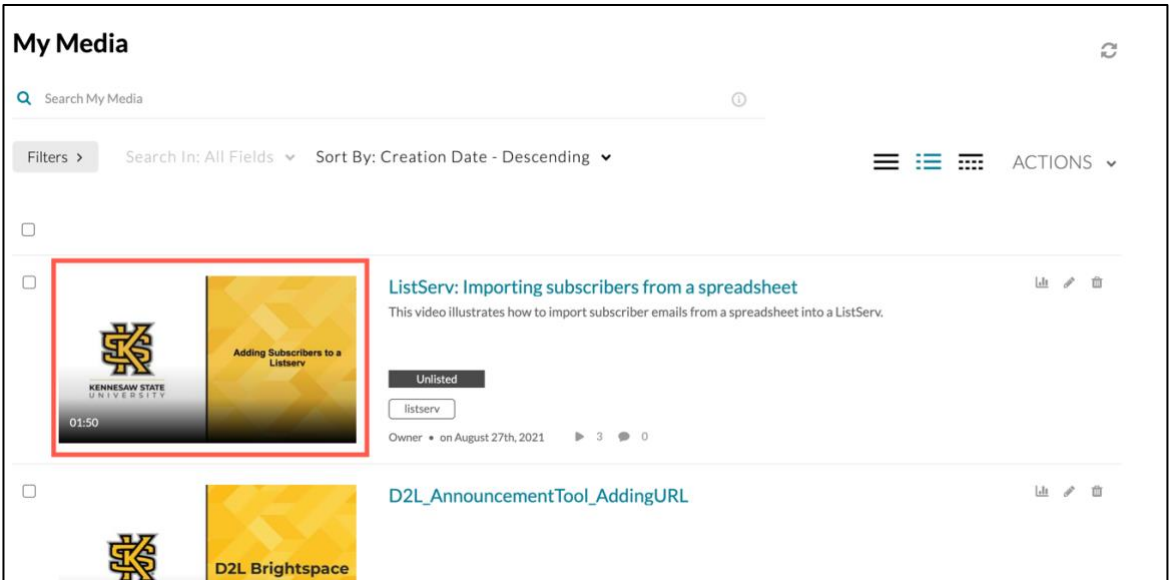 My Media
Search My Media
Filters >
Search In: All Fields
Sort By: Creation Date - Descending
ACTIONS
KENNESAW STATE
UNIVERSITY
01:50
Adding Subscribers to a
Listserv
ListServ: Importing subscribers from a spreadsheet
This video illustrates how to import subscriber emails from a spreadsheet into a ListServ.
Unlisted
listserv
Owner • on August 27th, 2021 3 0
D2L Brightspace
D2L_AnnouncementTool_AddingURL